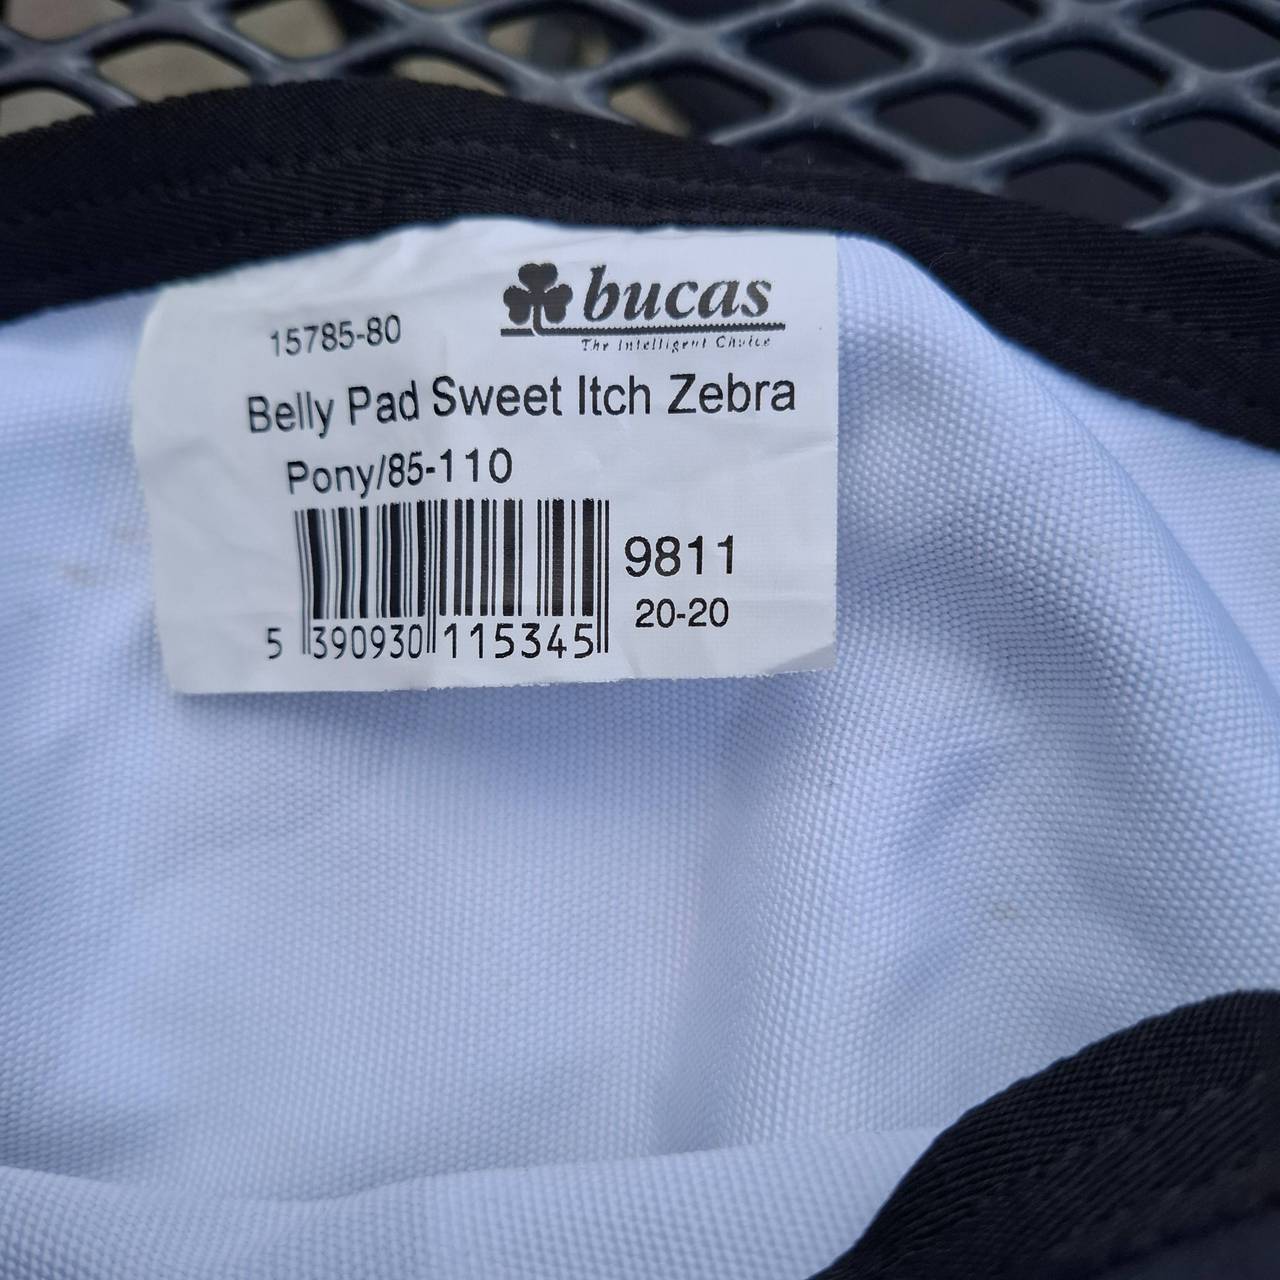 bucas
The Intelligent Choice
15785-80
Belly Pad Sweet Itch Zebra
Pony/85-110
9811
20-20
5 390930 115345